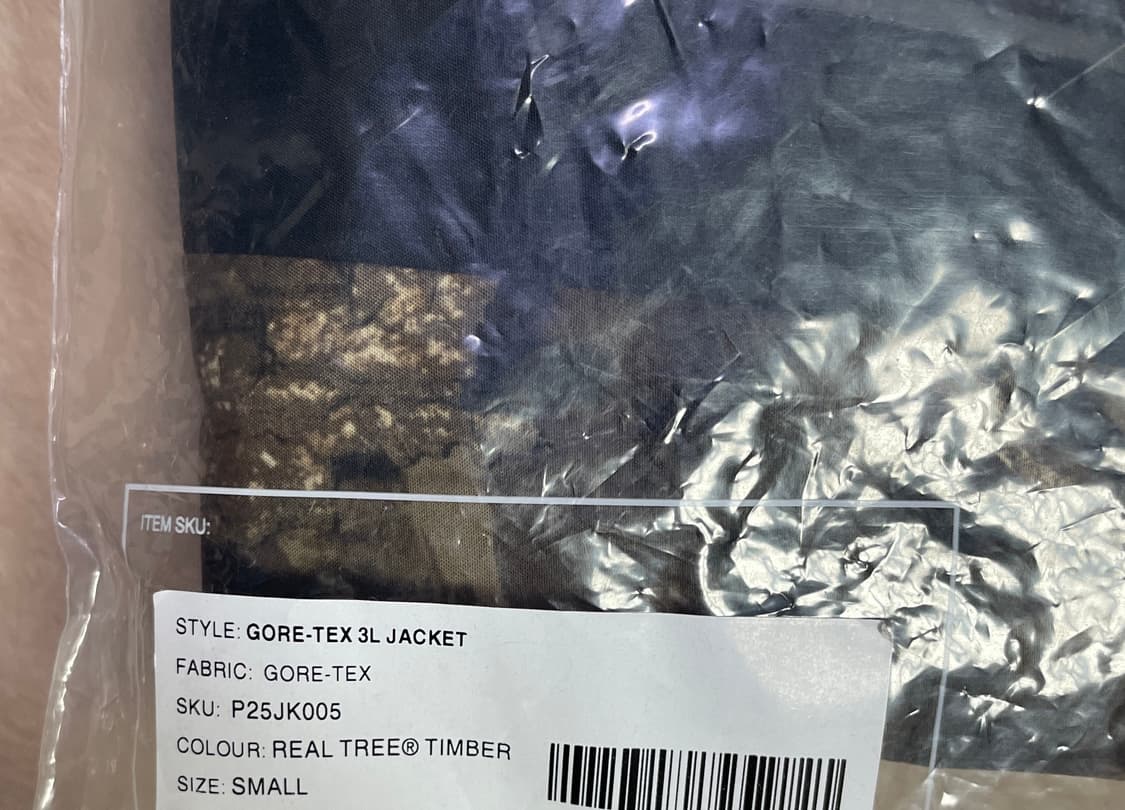 ITEM SKU:
STYLE: GORE-TEX 3L JACKET
FABRIC: GORE-TEX
SKU: P25JK005
COLOUR: REAL TREE® TIMBER
SIZE: SMALL